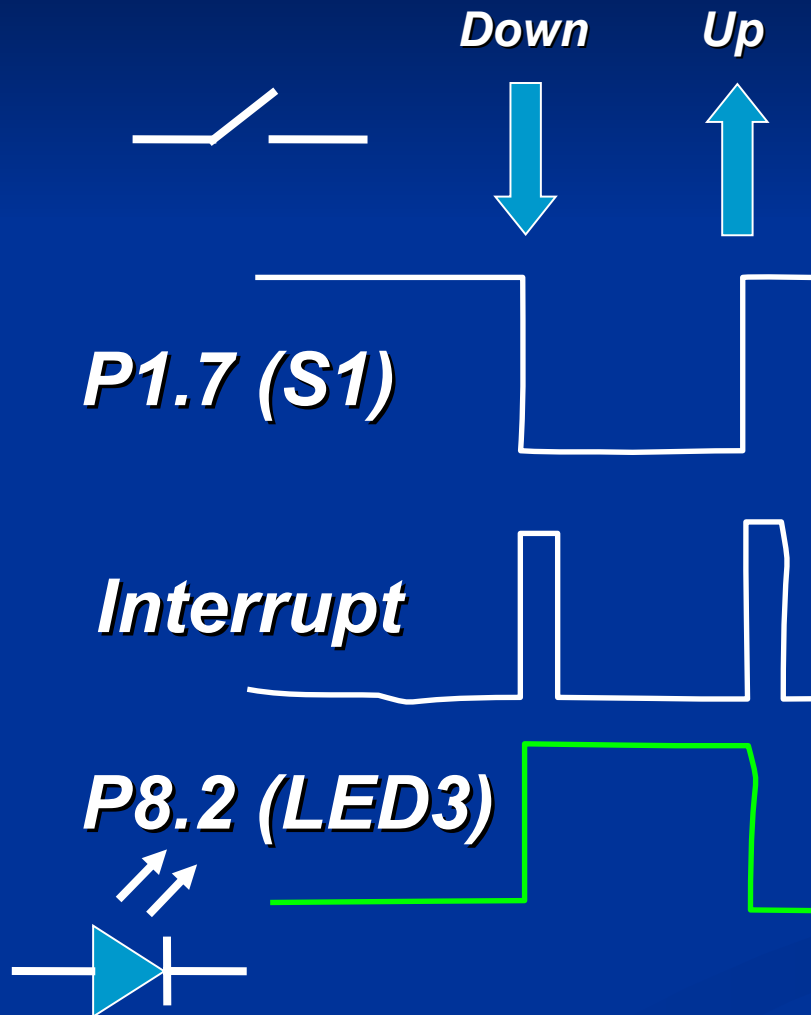 Down Up
P1.7 (S1)
Interrupt
P8.2 (LED3)